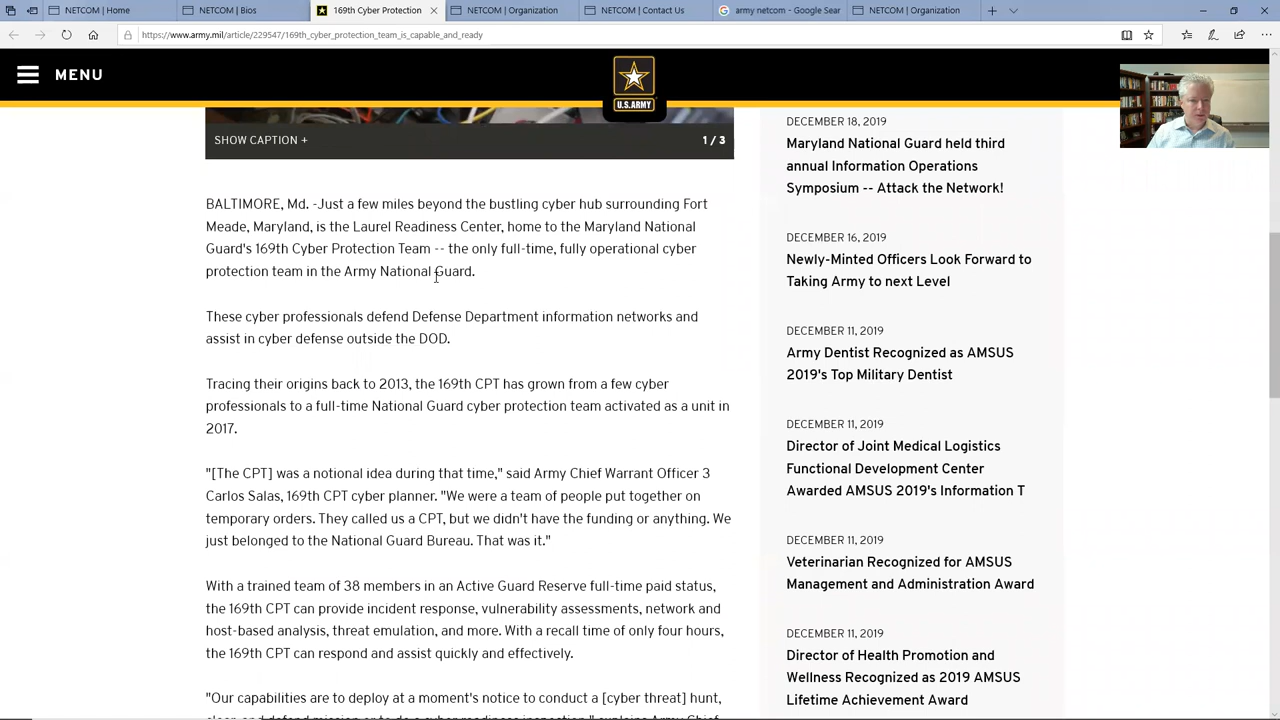 NETCOM | Home
NETCOM | Bios
169th Cyber Protection
NETCOM | Organization
NETCOM | Contact Us
army netcom - Google Sear
NETCOM | Organization
https://www.army.mil/article/229547/169th_cyber_protection_team_is_capable_and_ready
MENU
U.S.ARMY
SHOW CAPTION +
1 / 3
BALTIMORE, Md. -Just a few miles beyond the bustling cyber hub surrounding Fort
Meade, Maryland, is the Laurel Readiness Center, home to the Maryland National
Guard's 169th Cyber Protection Team -- the only full-time, fully operational cyber
protection team in the Army National Guard.
These cyber professionals defend Defense Department information networks and
assist in cyber defense outside the DOD.
Tracing their origins back to 2013, the 169th CPT has grown from a few cyber
professionals to a full-time National Guard cyber protection team activated as a unit in
2017.
"[The CPT] was a notional idea during that time," said Army Chief Warrant Officer 3
Carlos Salas, 169th CPT cyber planner. "We were a team of people put together on
temporary orders. They called us a CPT, but we didn't have the funding or anything. We
just belonged to the National Guard Bureau. That was it."
With a trained team of 38 members in an Active Guard Reserve full-time paid status,
the 169th CPT can provide incident response, vulnerability assessments, network and
host-based analysis, threat emulation, and more. With a recall time of only four hours,
the 169th CPT can respond and assist quickly and effectively.
"Our capabilities are to deploy at a moment's notice to conduct a [cyber threat] hunt,
DECEMBER 18, 2019
Maryland National Guard held third
annual Information Operations
Symposium -- Attack the Network!
DECEMBER 16, 2019
Newly-Minted Officers Look Forward to
Taking Army to next Level
DECEMBER 11, 2019
Army Dentist Recognized as AMSUS
2019's Top Military Dentist
DECEMBER 11, 2019
Director of Joint Medical Logistics
Functional Development Center
Awarded AMSUS 2019's Information T
DECEMBER 11, 2019
Veterinarian Recognized for AMSUS
Management and Administration Award
DECEMBER 11, 2019
Director of Health Promotion and
Wellness Recognized as 2019 AMSUS
Lifetime Achievement Award